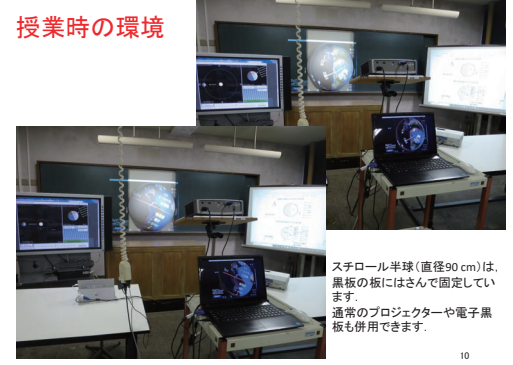 授業時の環境
スチロール半球（直径90 cm）は，
黒板の板にはさんで固定してい
ます．
通常のプロジェクターや電子黒
板も併用できます．
10